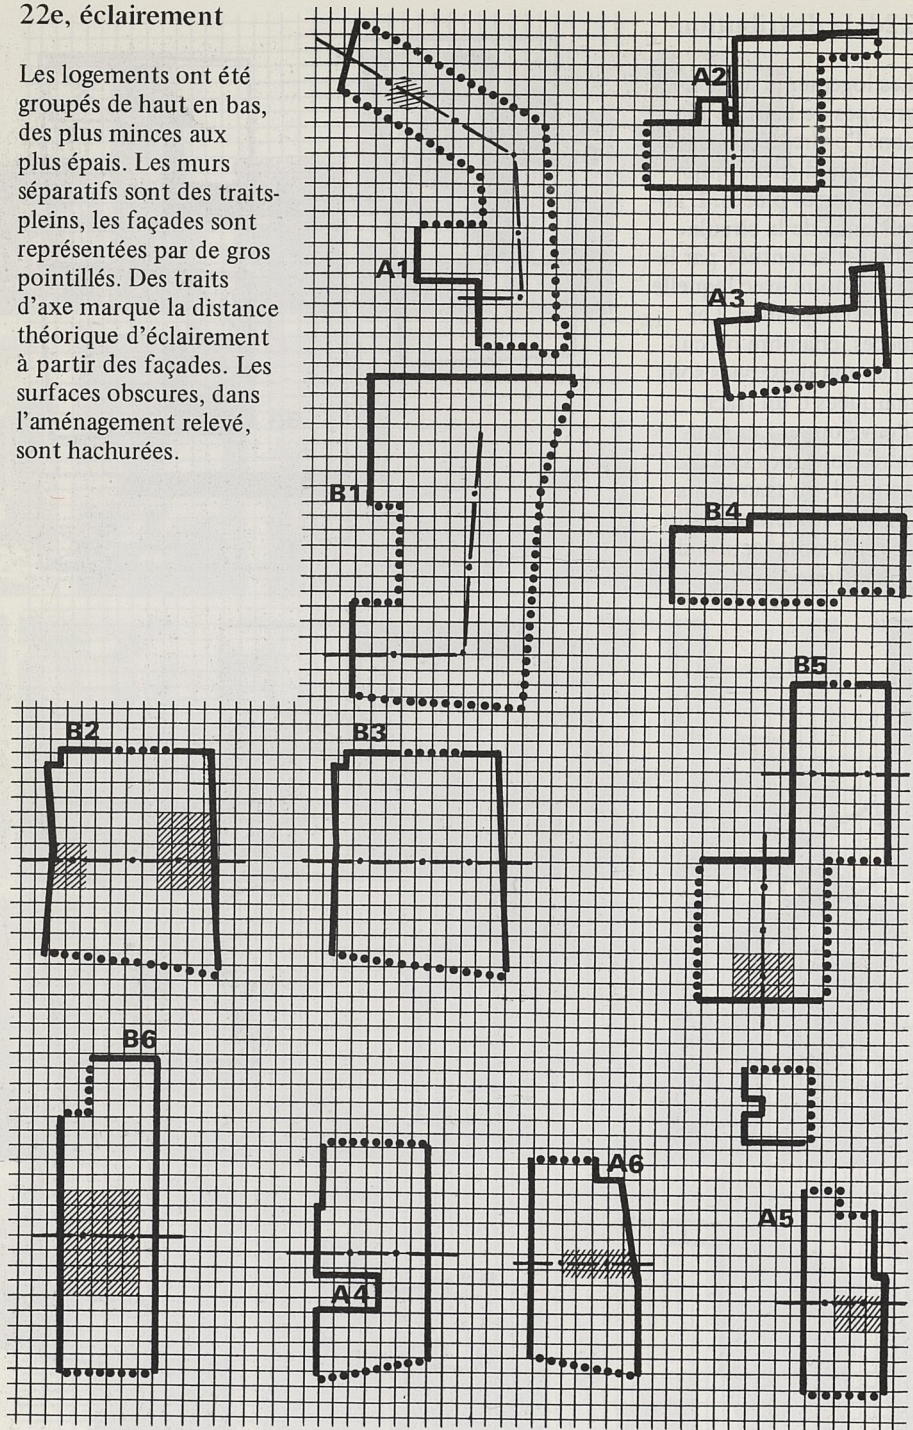 22e, éclairement
Les logements ont été
groupés de haut en bas,
des plus minces aux
plus épais. Les murs
séparatifs sont des traits-
pleins, les façades sont
représentées par de gros
pointillés. Des traits
d'axe marque la distance
théorique d'éclairement
à partir des façades. Les
surfaces obscures, dans
l'aménagement relevé,
sont hachurées.
A2
A1
A3
B1
B4
B5
B2
B3
B6
A6
A5
A4